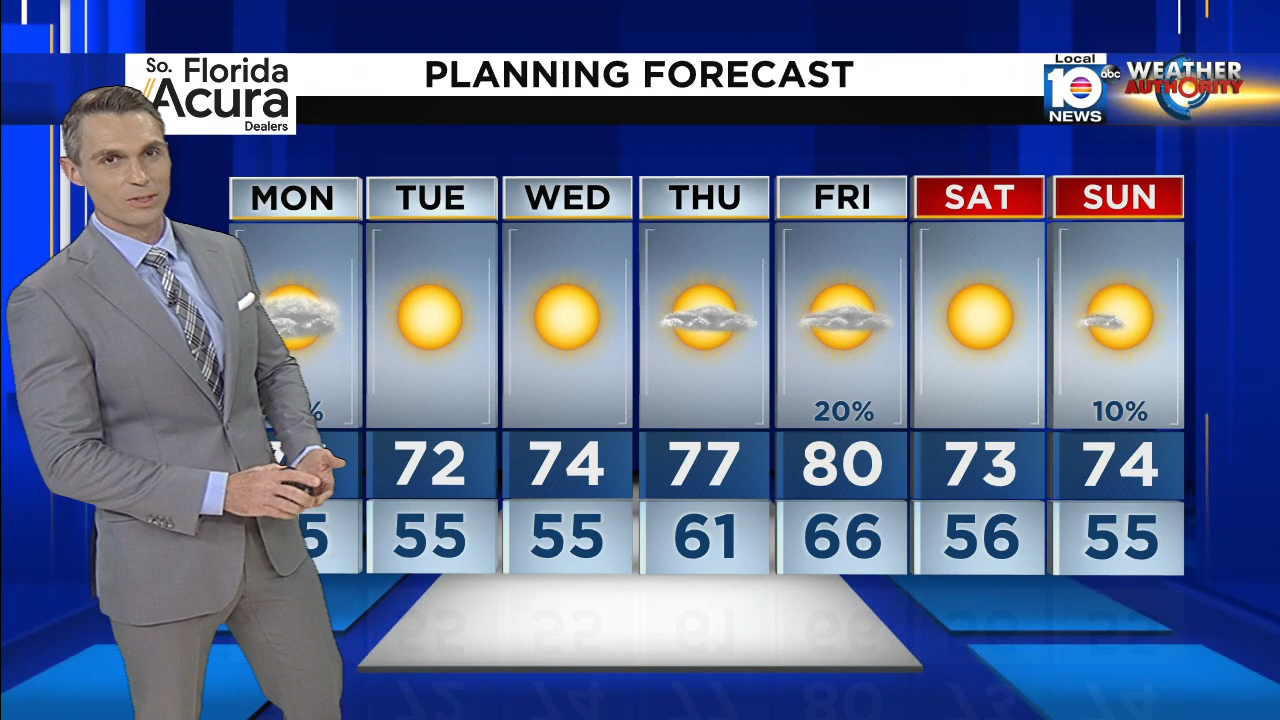 So. Florida
Acura
Dealers
PLANNING FORECAST
Local
10
abc
NEWS
WEATHER
AUTHORITY
MON TUE WED THU FRI SAT SUN
% 20% 10%
72 74 77 80 73 74
5 55 55 61 66 56 55